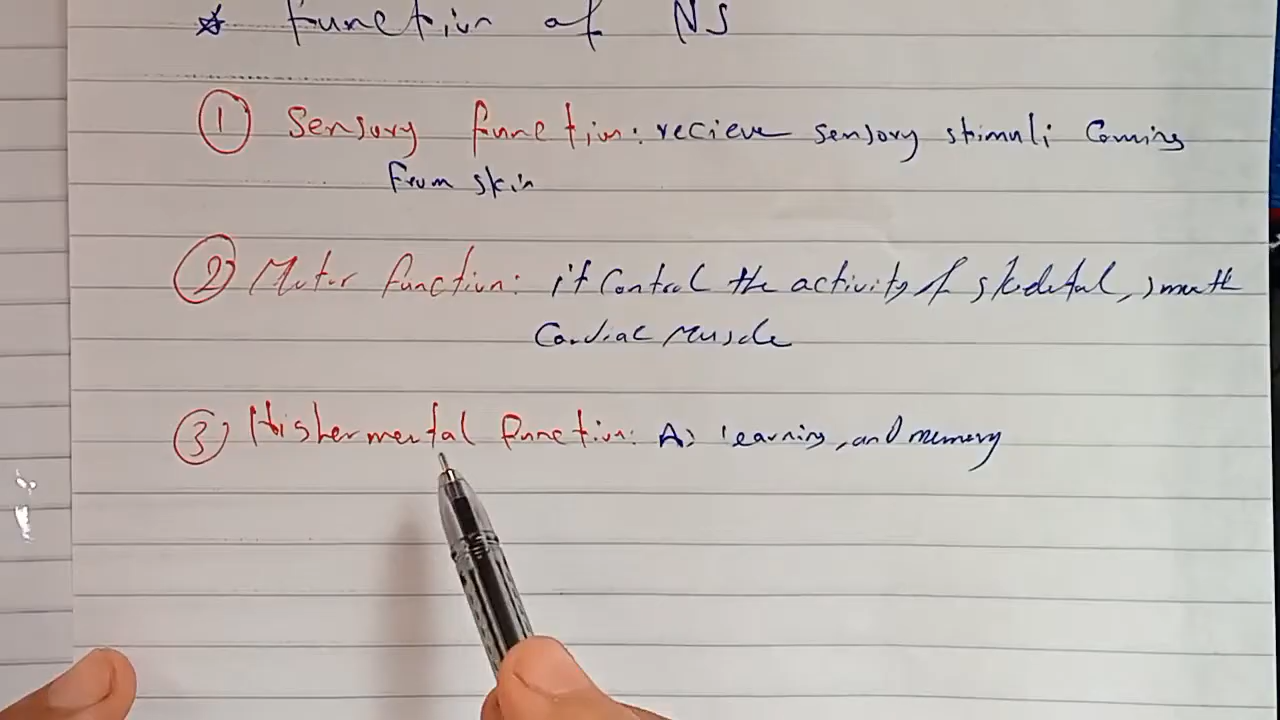 * Function of NS
① Sensory function: recieve sensory stimuli Coming
From skin
② Motor function: it Control the activity of skeletal, smooth
Cardiac Muscle
③ Higher mental function: As learning, and memory